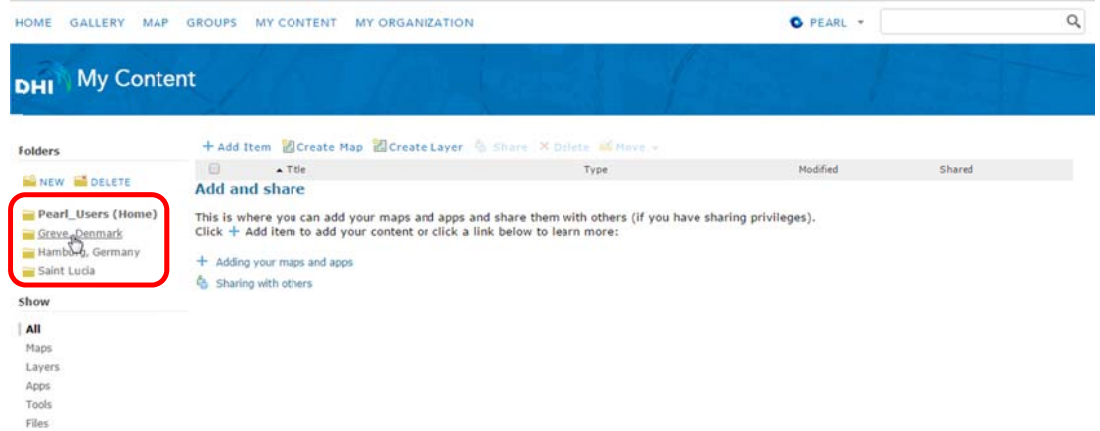 HOME GALLERY MAP GROUPS MY CONTENT MY ORGANIZATION PEARL
DHI My Content
Folders
+ Add Item Create Map Create Layer Share Delete Move
Title Type Modified Shared
NEW DELETE
Add and share
Pearl_Users (Home)
This is where you can add your maps and apps and share them with others (if you have sharing privileges).
Greve, Denmark
Click + Add item to add your content or click a link below to learn more:
Hamburg, Germany
+ Adding your maps and apps
Saint Lucia
Sharing with others
Show
All
Maps
Layers
Apps
Tools
Files